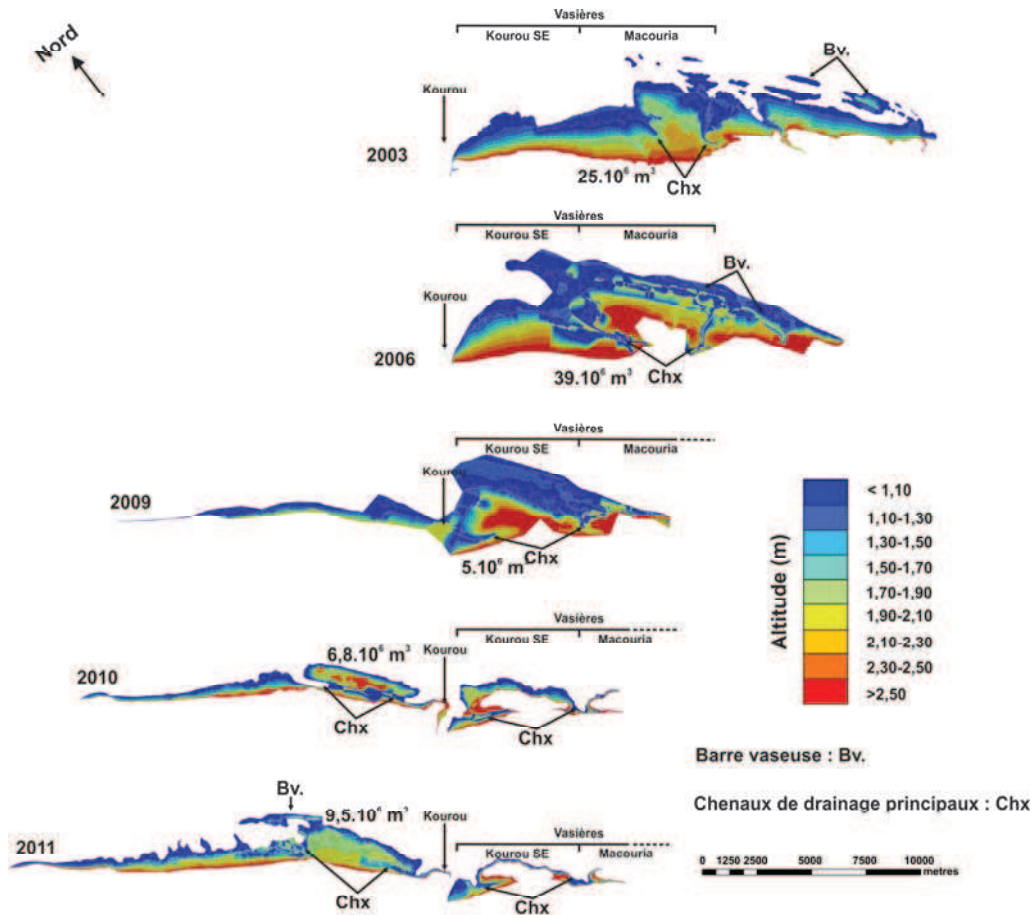 Nord
Vasières
Kourou SE
Macouria
Bv.
Kourou
2003
25.10⁶ m³
Chx
Vasières
Kourou SE
Macouria
Bv.
Kourou
2006
39.10⁶ m³
Chx
Vasières
Kourou SE
Macouria
Kourou
2009
Chx
5.10⁶ m
Vasières
Kourou SE
Macouria
Kourou
6,8.10⁶ m³
2010
Chx
Chx
Bv.
9,5.10⁶ m³
Kourou
Vasières
Kourou SE
Macouria
2011
Chx
Chx
Altitude (m)
< 1,10
1,10-1,30
1,30-1,50
1,50-1,70
1,70-1,90
1,90-2,10
2,10-2,30
2,30-2,50
>2,50
Barre vaseuse : Bv.
Chenaux de drainage principaux : Chx
0 1250 2500 5000 7500 10000
metres